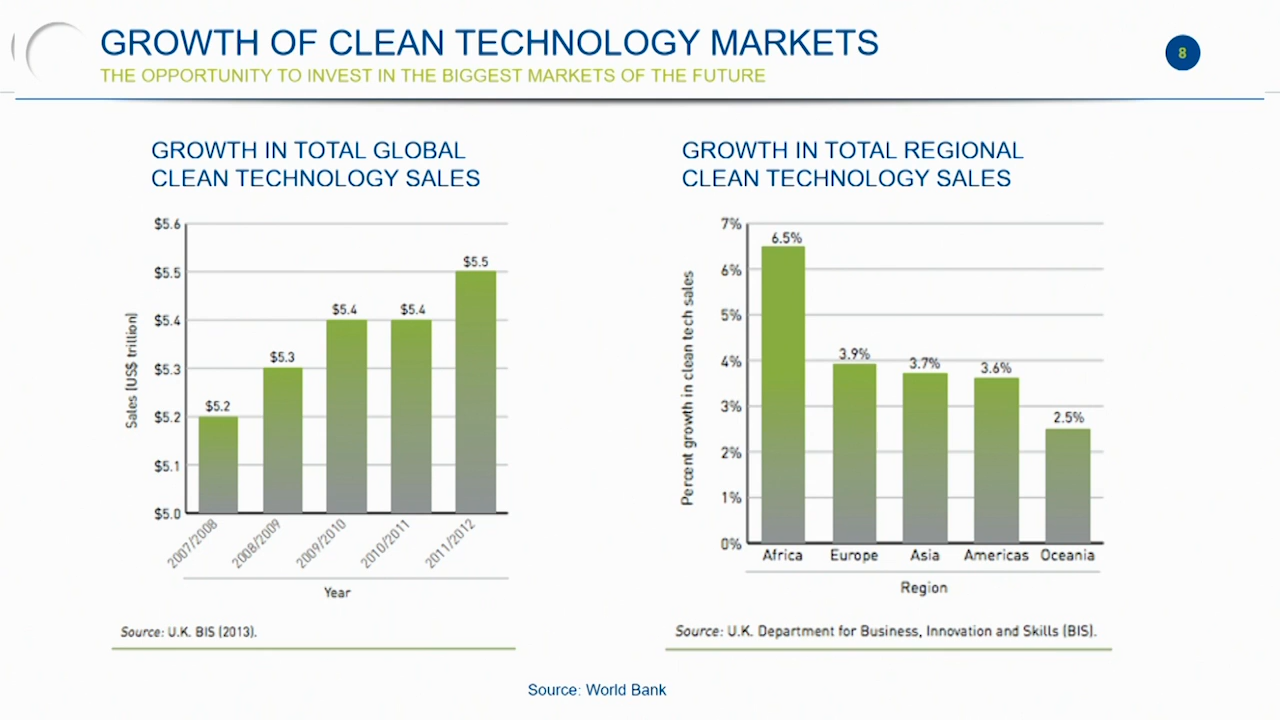 GROWTH OF CLEAN TECHNOLOGY MARKETS
THE OPPORTUNITY TO INVEST IN THE BIGGEST MARKETS OF THE FUTURE
8
GROWTH IN TOTAL GLOBAL
CLEAN TECHNOLOGY SALES
Sales (US$ trillion)
$5.6
$5.5
$5.4
$5.3
$5.2
$5.1
$5.0
$5.2
$5.3
$5.4
$5.4
$5.5
2007/2008
2008/2009
2009/2010
2010/2011
2011/2012
Year
Source: U.K. BIS (2013).
GROWTH IN TOTAL REGIONAL
CLEAN TECHNOLOGY SALES
Percent growth in clean tech sales
7%
6%
5%
4%
3%
2%
1%
0%
6.5%
3.9%
3.7%
3.6%
2.5%
Africa
Europe
Asia
Americas
Oceania
Region
Source: U.K. Department for Business, Innovation and Skills (BIS).
Source: World Bank